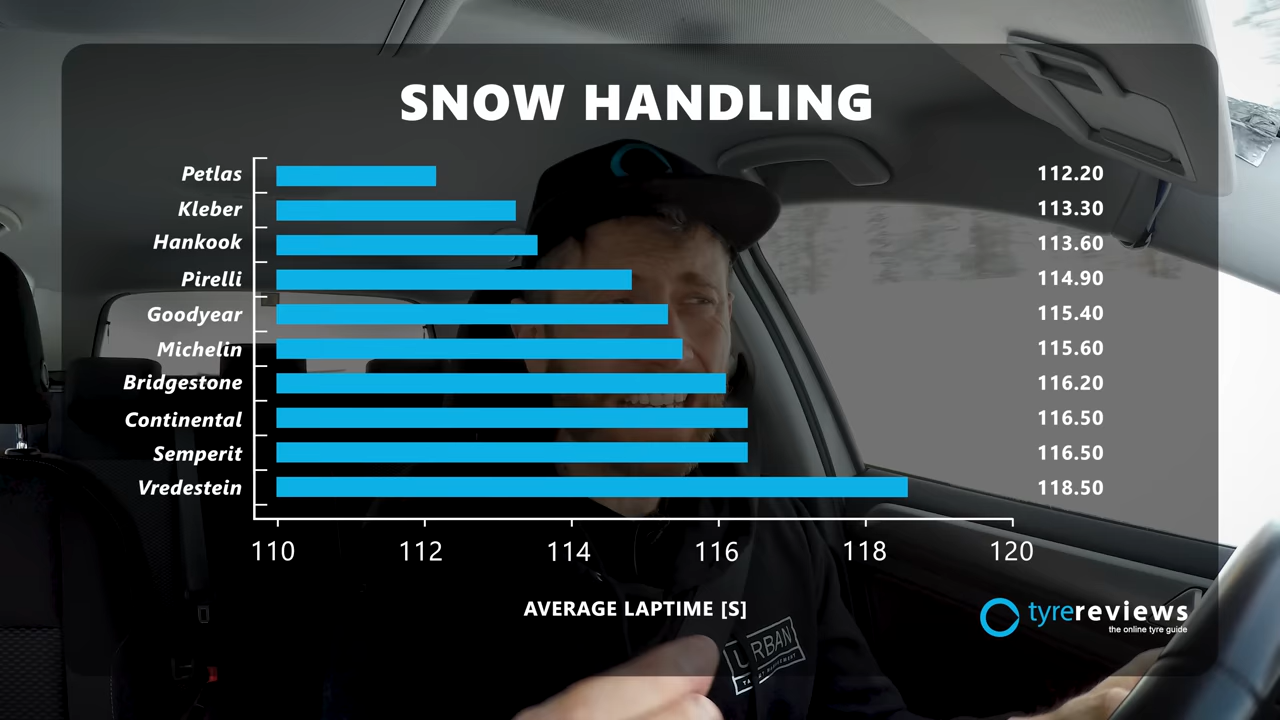 SNOW HANDLING
Petlas 112.20
Kleber 113.30
Hankook 113.60
Pirelli 114.90
Goodyear 115.40
Michelin 115.60
Bridgestone 116.20
Continental 116.50
Semperit 116.50
Vredestein 118.50
110 112 114 116 118 120
AVERAGE LAPTIME [S]
tyrereviews
the online tyre guide
URBAN